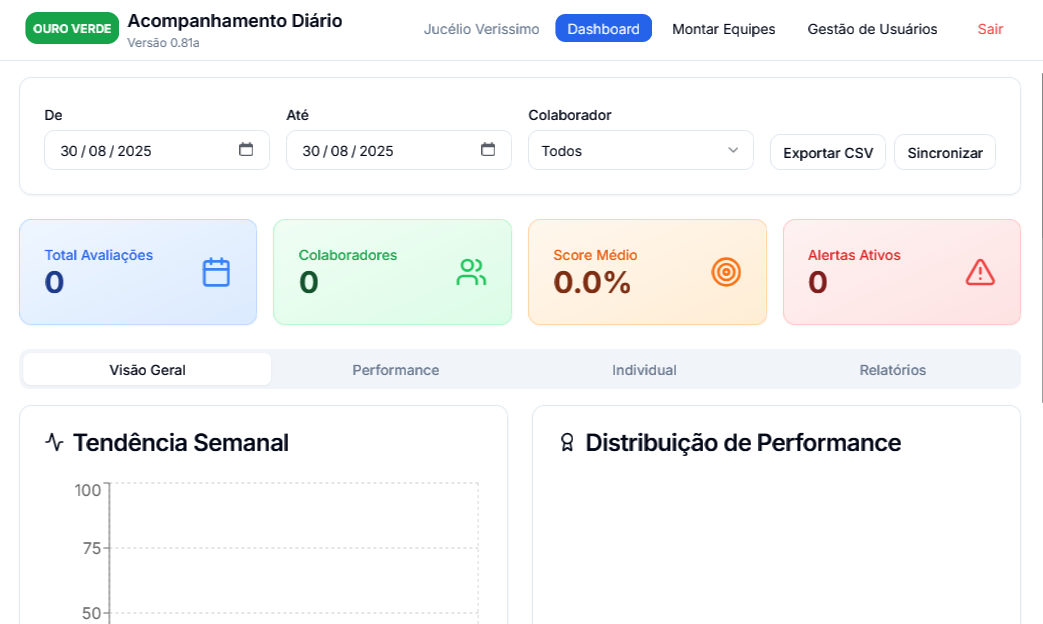 OURO VERDE
Acompanhamento Diário
Versão 0.81a
Jucélio Verissimo
Dashboard
Montar Equipes
Gestão de Usuários
Sair
De
Até
Colaborador
30/08/2025
30/08/2025
Todos
Exportar CSV
Sincronizar
Total Avaliações
0
Colaboradores
0
Score Médio
0.0%
Alertas Ativos
0
Visão Geral
Performance
Individual
Relatórios
Tendência Semanal
100
75
50
Distribuição de Performance